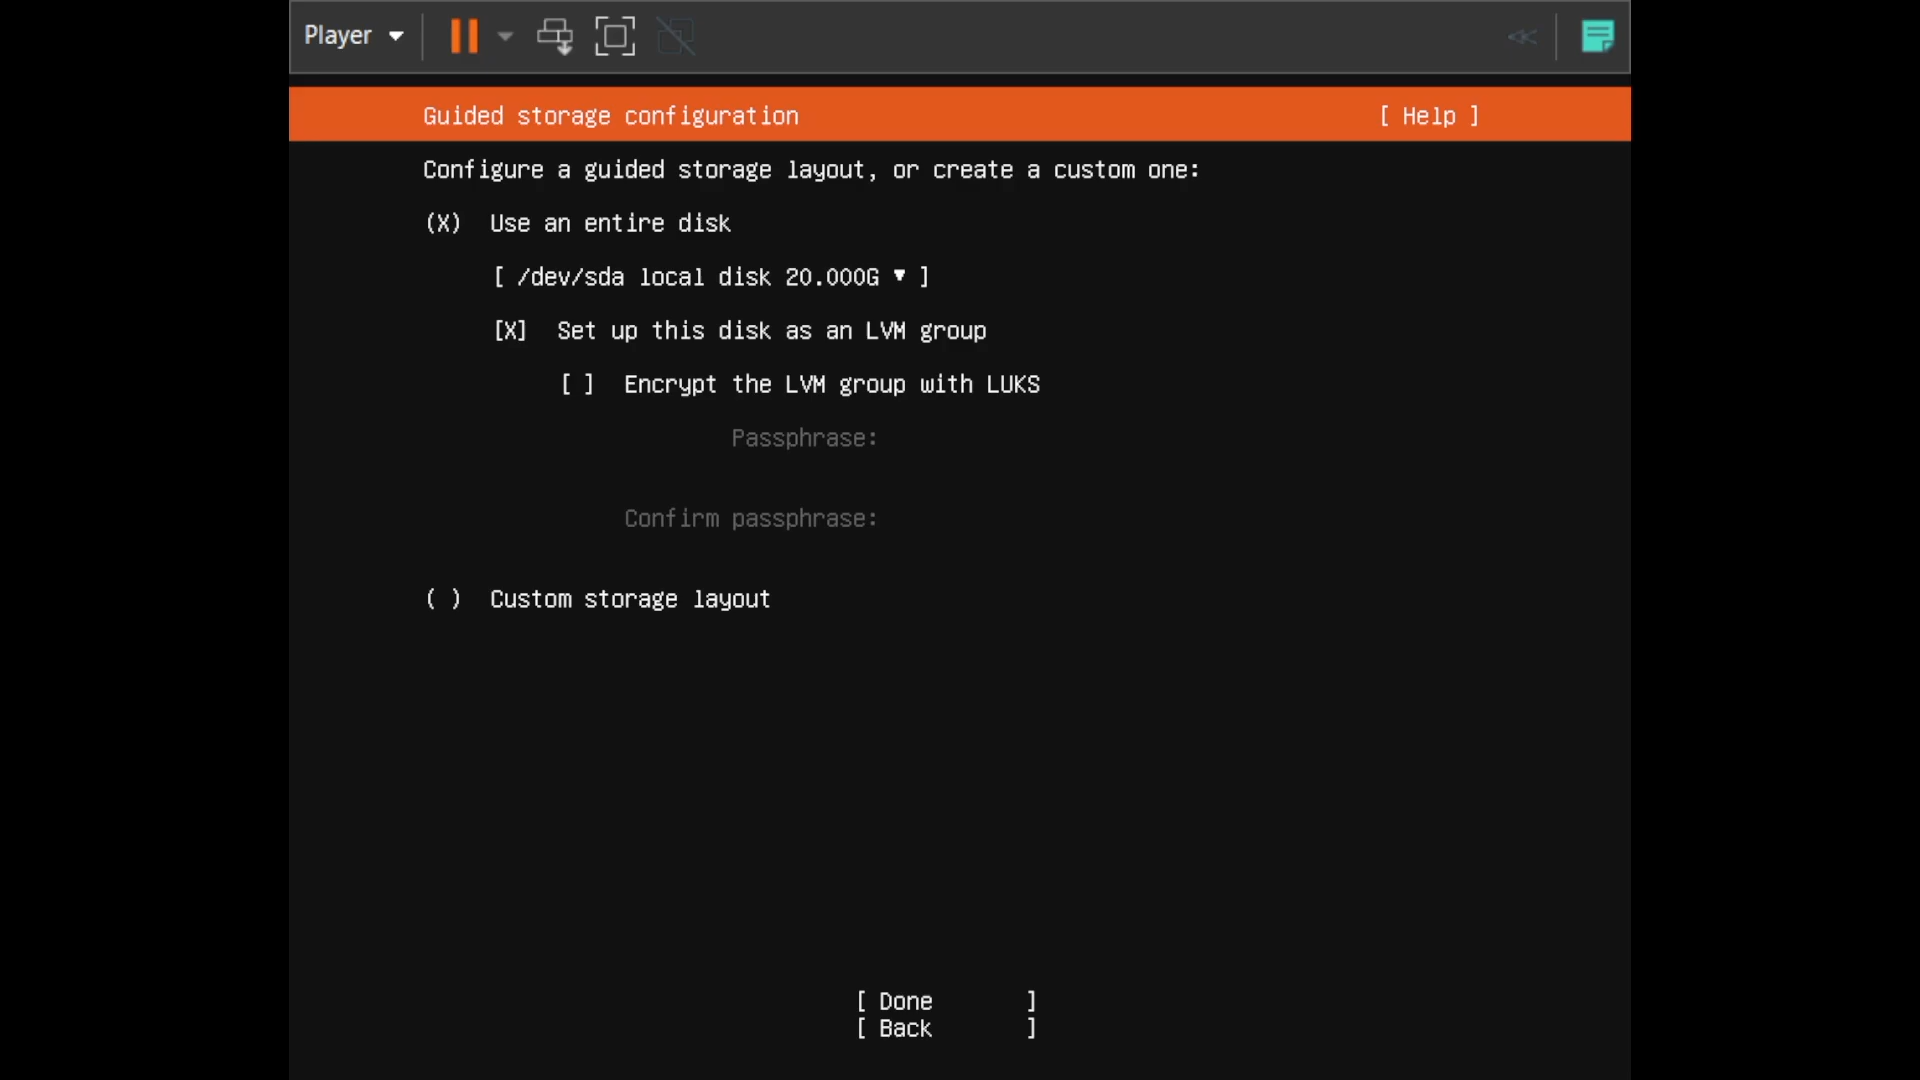 Player
Guided storage configuration [ Help ]
Configure a guided storage layout, or create a custom one:
(X) Use an entire disk
[ /dev/sda local disk 20.000G ▾ ]
[X] Set up this disk as an LVM group
[ ] Encrypt the LVM group with LUKS
Passphrase:
Confirm passphrase:
( ) Custom storage layout
[ Done ]
[ Back ]